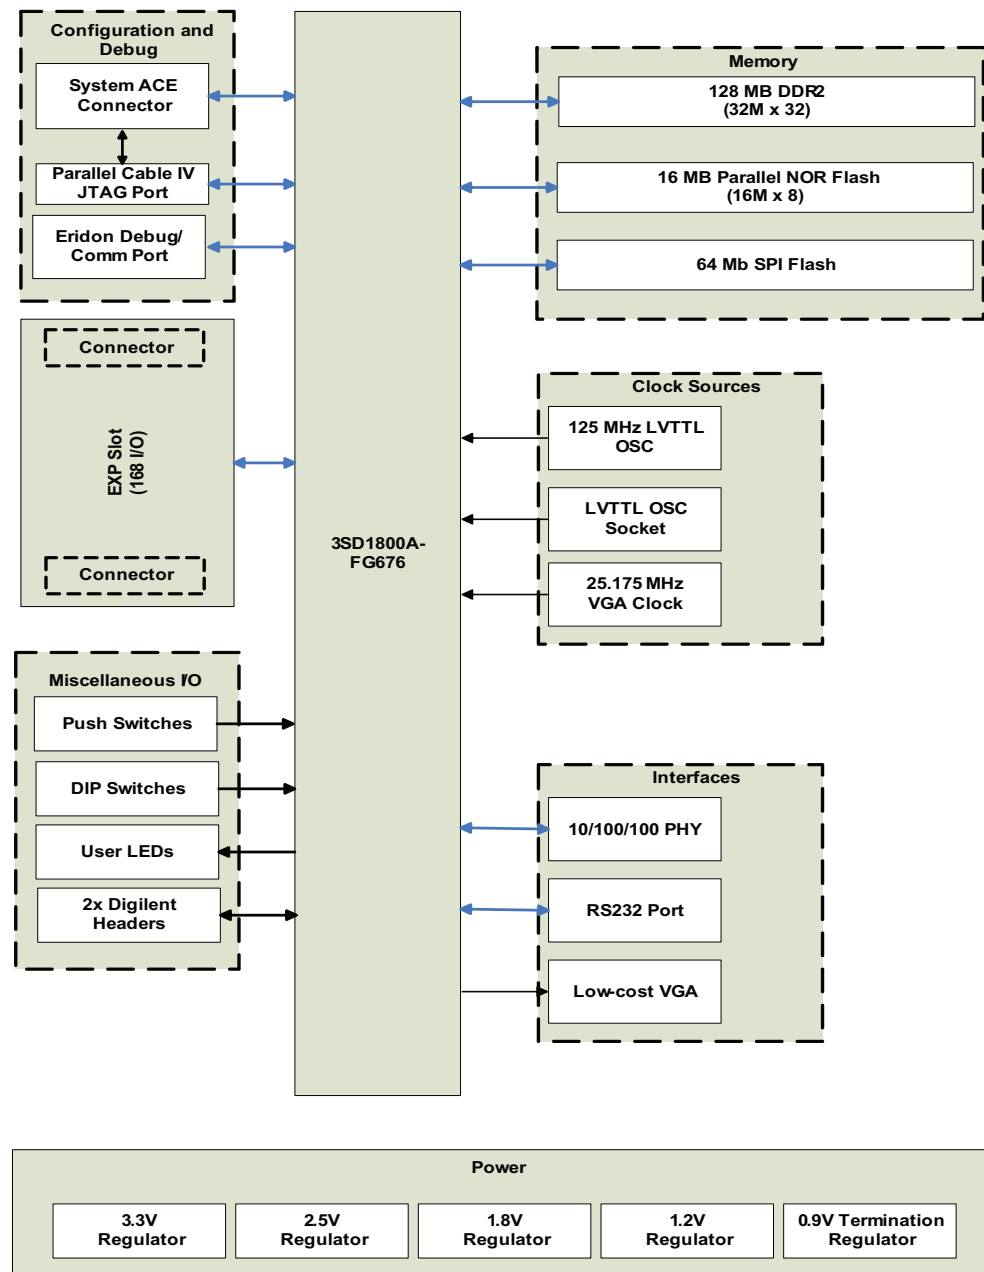 Configuration and
Debug
System ACE
Connector
Parallel Cable IV
JTAG Port
Eridon Debug/
Comm Port
Connector
EXP Slot
(168 I/O)
Connector
Miscellaneous I/O
Push Switches
DIP Switches
User LEDs
2x Digilent
Headers
3SD1800A-
FG676
Memory
128 MB DDR2
(32M x 32)
16 MB Parallel NOR Flash
(16M x 8)
64 Mb SPI Flash
Clock Sources
125 MHz LVTTL
OSC
LVTTL OSC
Socket
25.175 MHz
VGA Clock
Interfaces
10/100/100 PHY
RS232 Port
Low-cost VGA
Power
3.3V
Regulator
2.5V
Regulator
1.8V
Regulator
1.2V
Regulator
0.9V Termination
Regulator